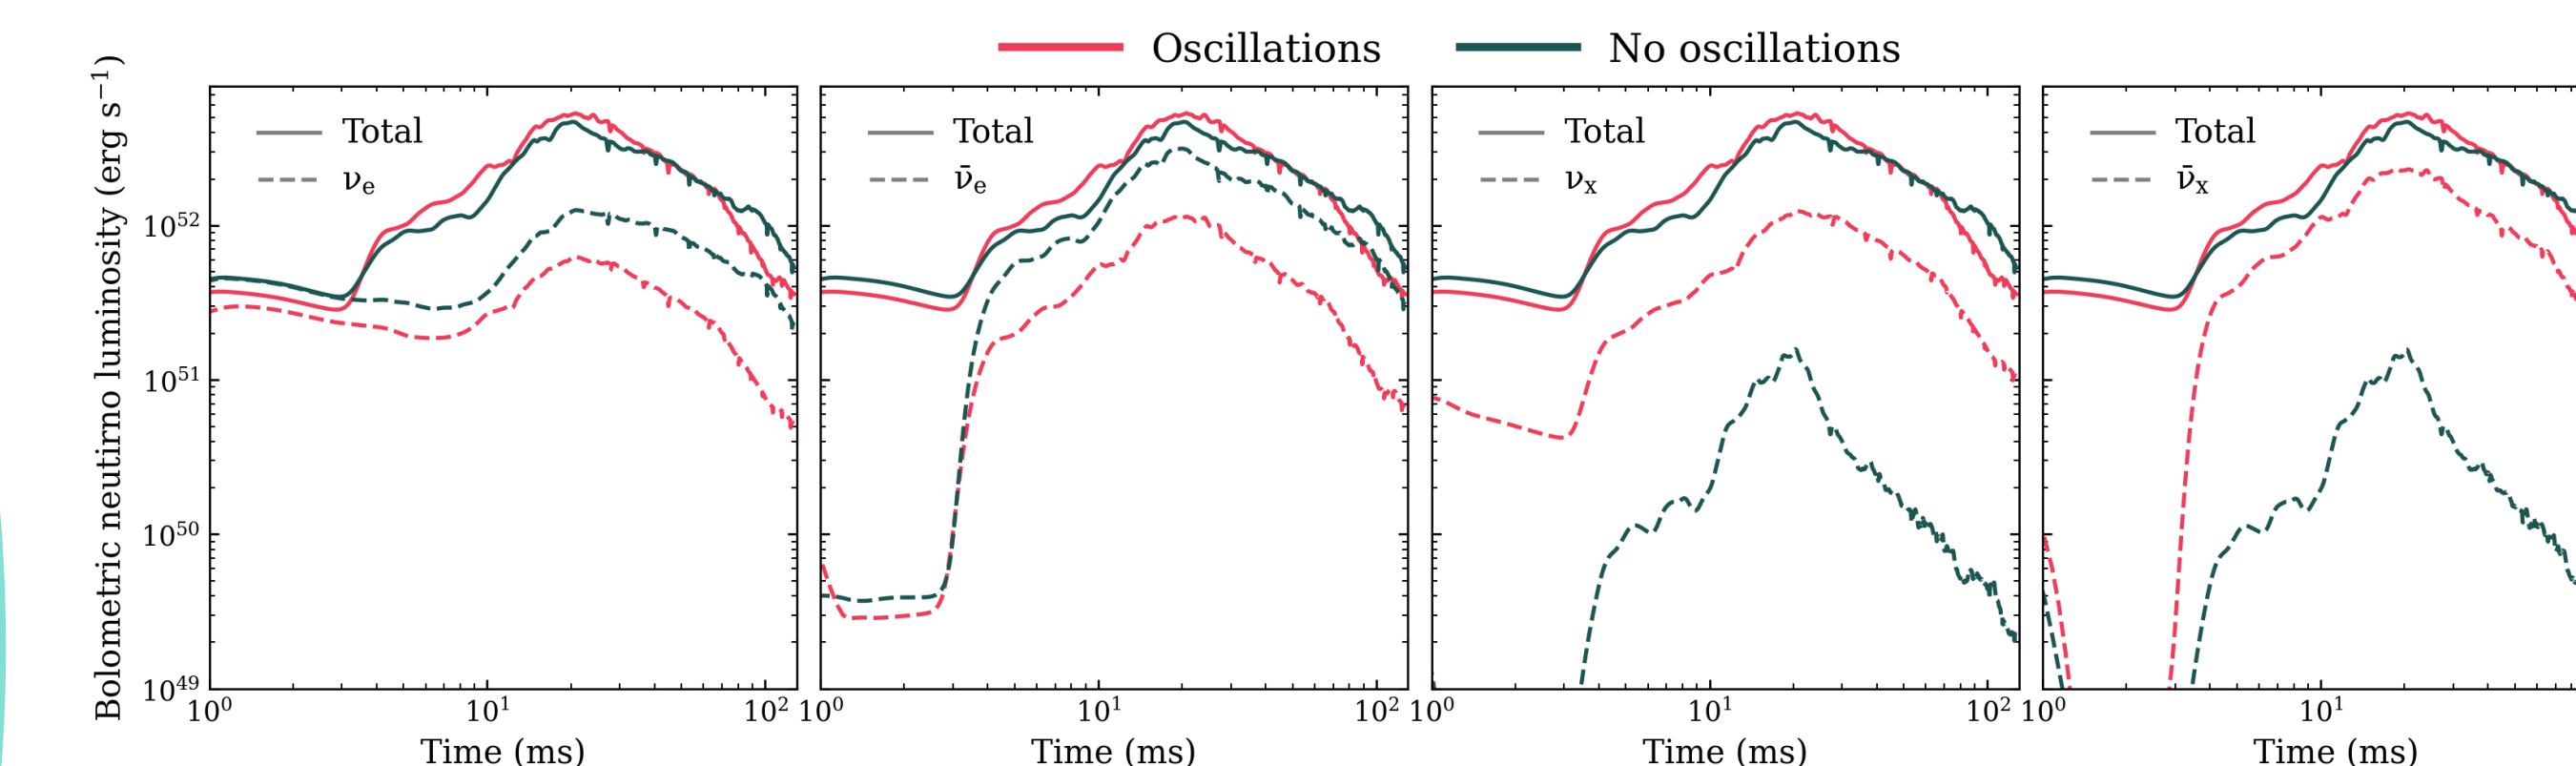 Oscillations No oscillations
Bolometric neutirno luminosity (erg s⁻¹)
Total
νe
Total
ν̄e
Total
νx
Total
ν̄x
10⁵²
10⁵¹
10⁵⁰
10⁴⁹
10⁰ 10¹ 10² 10⁰ 10¹ 10² 10⁰ 10¹ 10² 10⁰ 10¹
Time (ms) Time (ms) Time (ms) Time (ms)